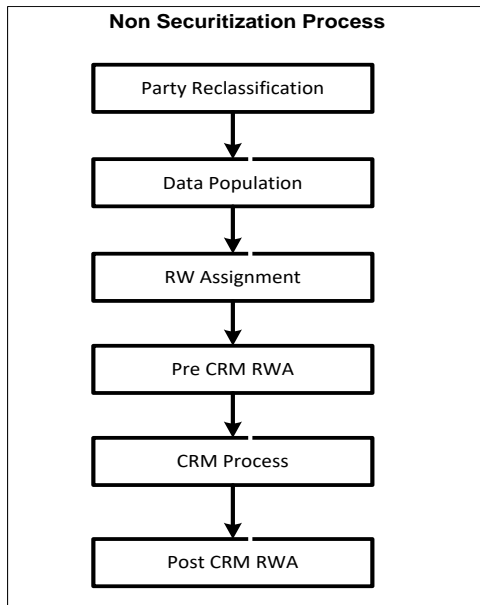 Non Securitization Process
Party Reclassification
Data Population
RW Assignment
Pre CRM RWA
CRM Process
Post CRM RWA